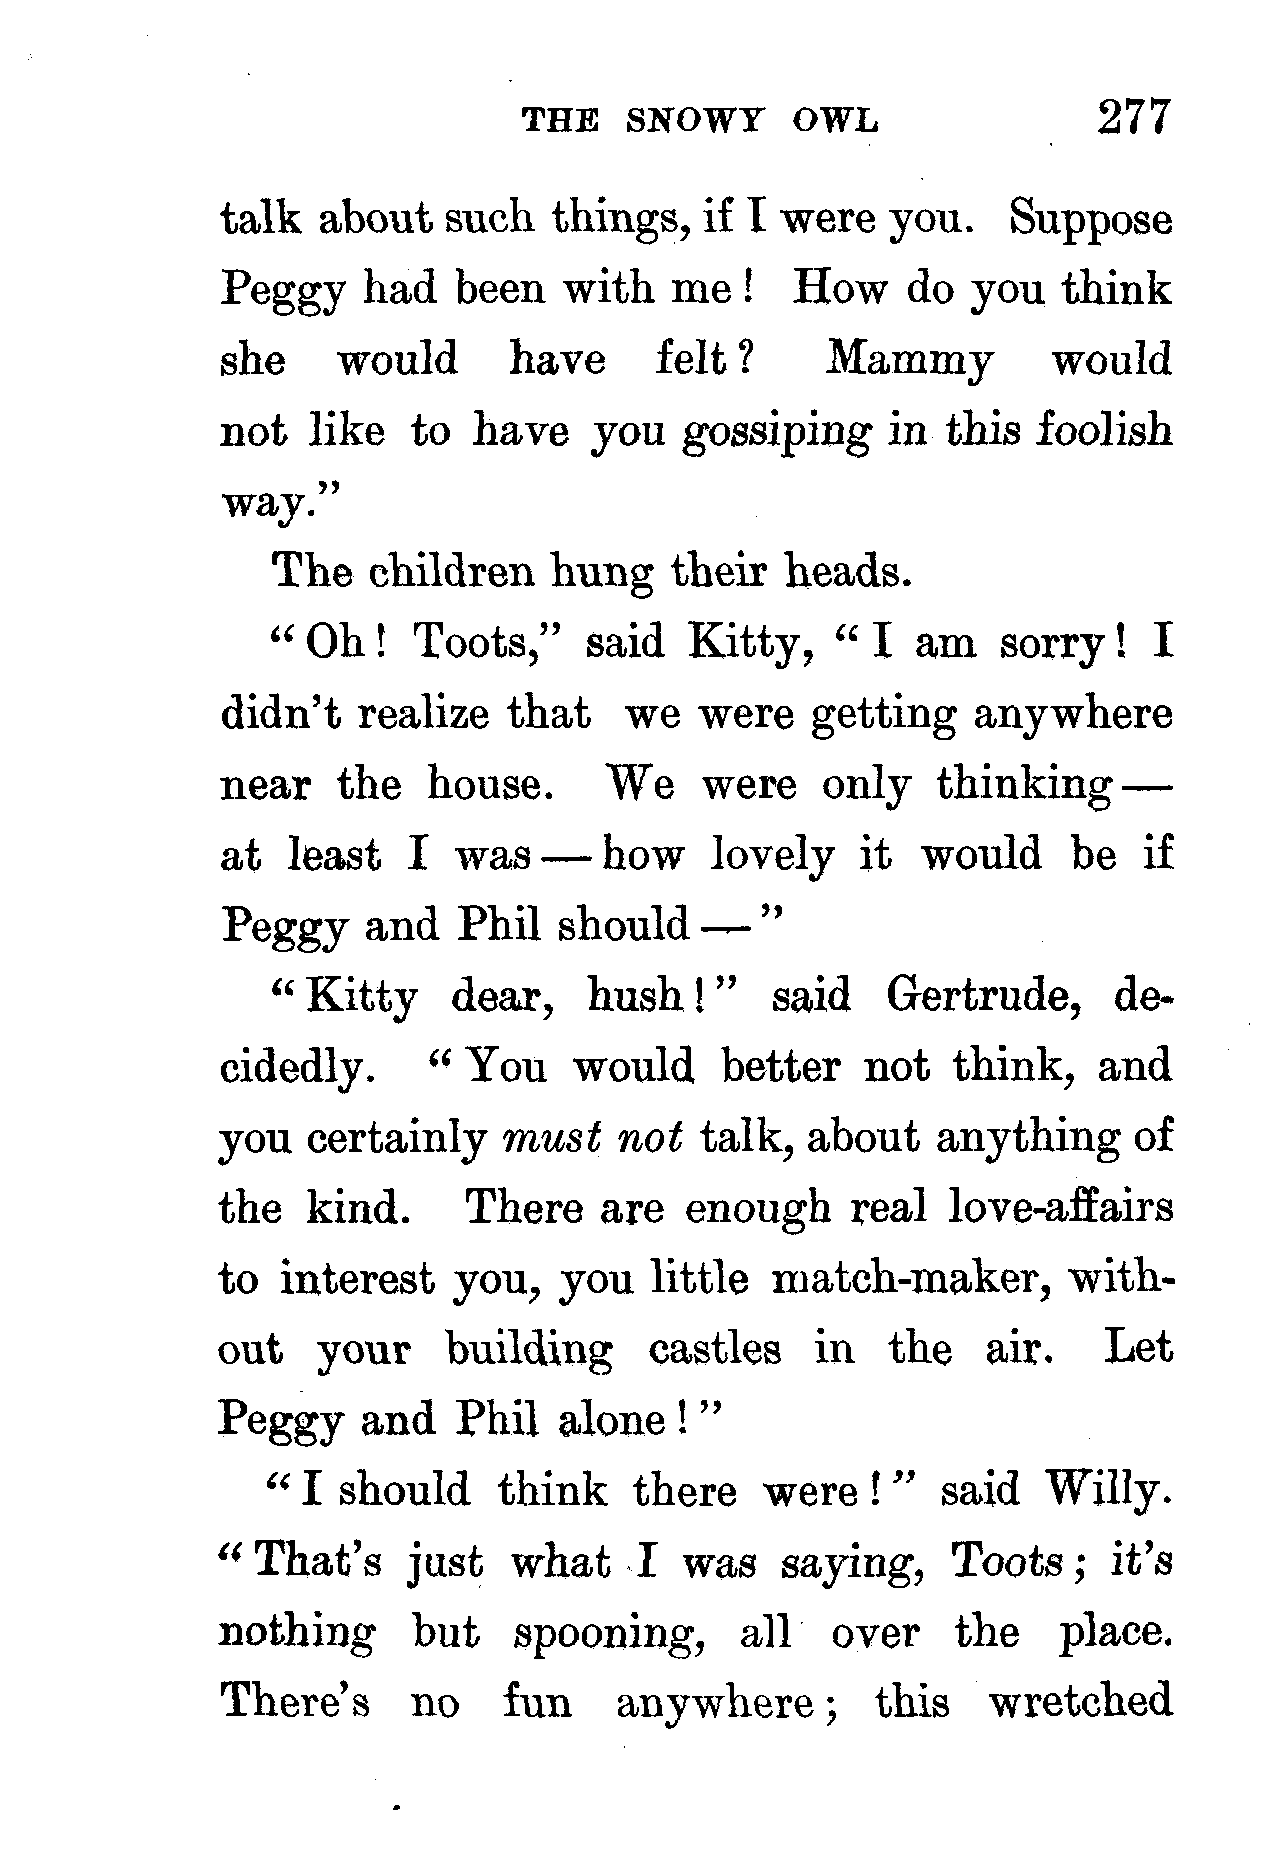 THE SNOWY OWL 277
talk about such things, if I were you. Suppose
Peggy had been with me! How do you think
she would have felt? Mammy would
not like to have you gossiping in this foolish
way."
The children hung their heads.
"Oh! Toots," said Kitty, "I am sorry! I
didn't realize that we were getting anywhere
near the house. We were only thinking—
at least I was—how lovely it would be if
Peggy and Phil should—"
"Kitty dear, hush!" said Gertrude, de-
cidedly. "You would better not think, and
you certainly must not talk, about anything of
the kind. There are enough real love-affairs
to interest you, you little match-maker, with-
out your building castles in the air. Let
Peggy and Phil alone!"
"I should think there were!" said Willy.
"That's just what I was saying, Toots; it's
nothing but spooning, all over the place.
There's no fun anywhere; this wretched